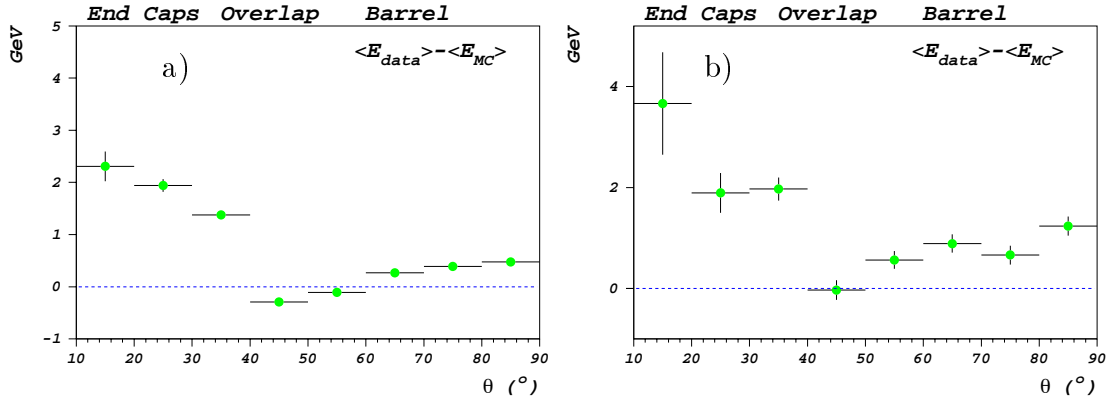 End Caps Overlap Barrel
GeV
<E_data>-<E_MC>
a)
5
4
3
2
1
0
-1
10 20 30 40 50 60 70 80 90
θ (°)
End Caps Overlap Barrel
GeV
<E_data>-<E_MC>
b)
4
2
0
10 20 30 40 50 60 70 80 90
θ (°)